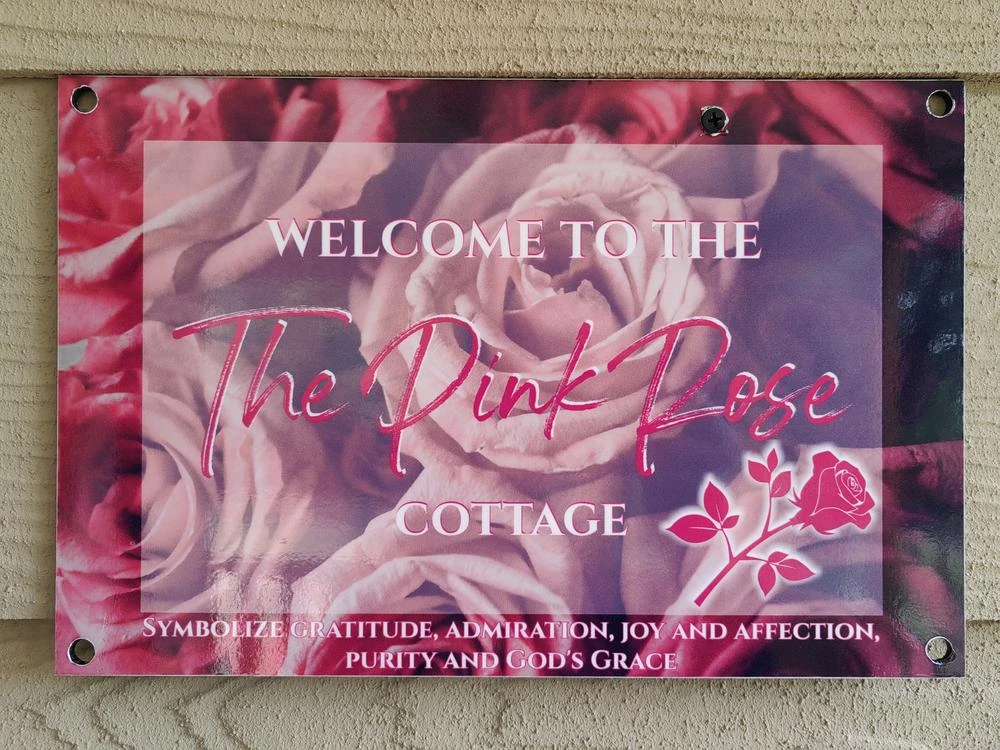 WELCOME TO THE
The Pink Rose
COTTAGE
SYMBOLIZE GRATITUDE, ADMIRATION, JOY AND AFFECTION,
PURITY AND GOD'S GRACE